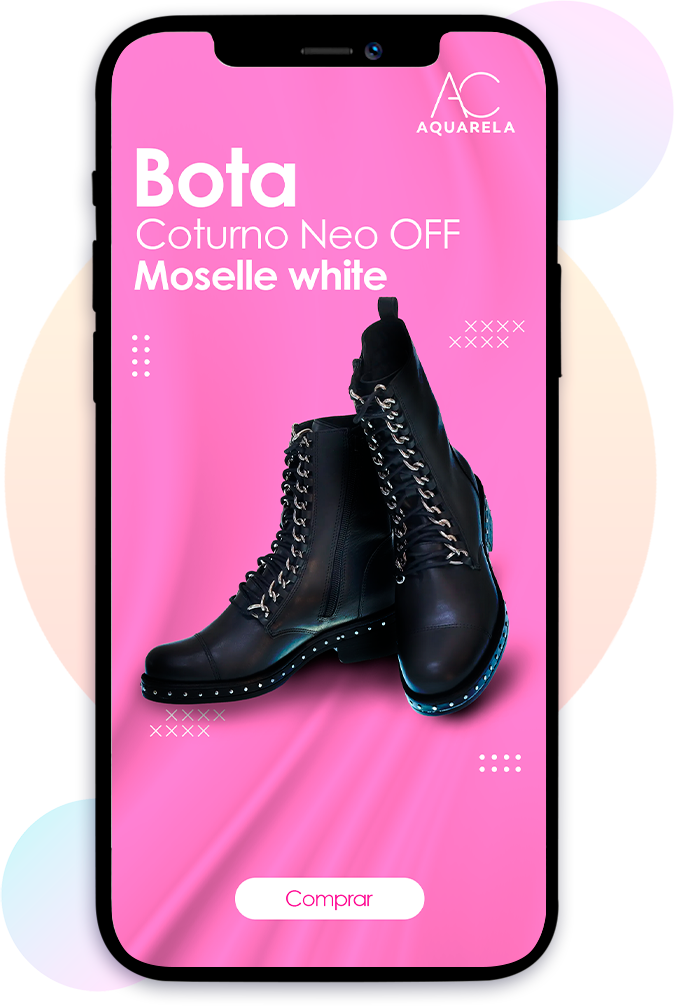 AC
AQUARELA
Bota
Coturno Neo OFF
Moselle white
Comprar